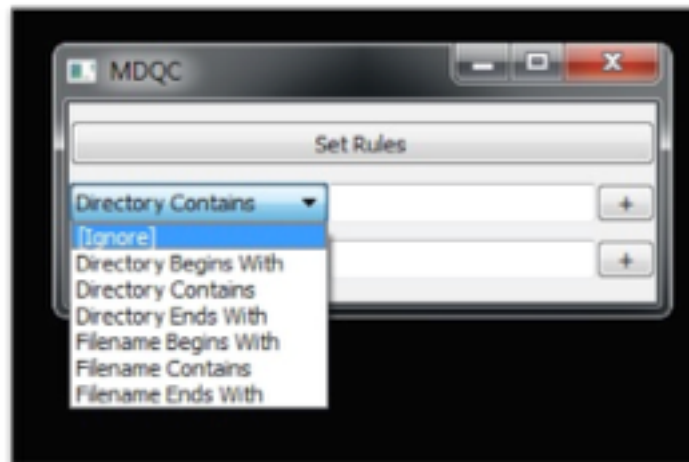 MDQC
Set Rules
Directory Contains +
[Ignore] +
Directory Begins With
Directory Contains
Directory Ends With
Filename Begins With
Filename Contains
Filename Ends With